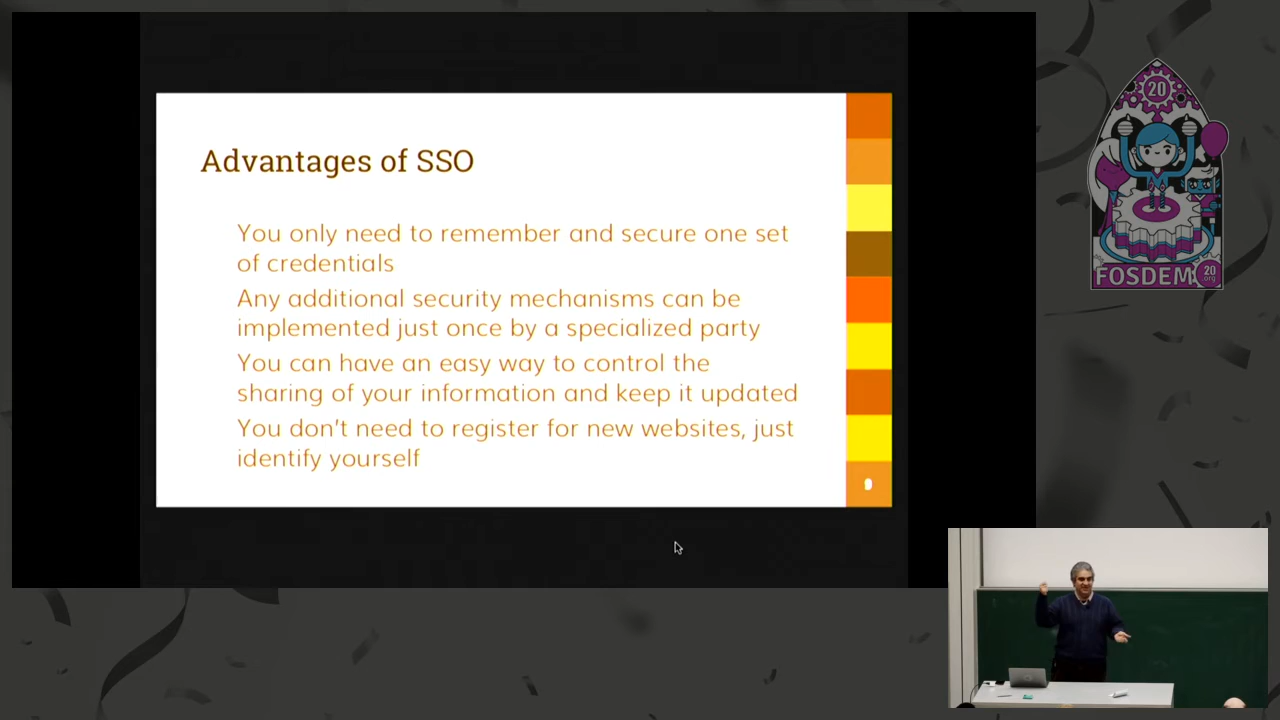 Advantages of SSO
You only need to remember and secure one set
of credentials
Any additional security mechanisms can be
implemented just once by a specialized party
You can have an easy way to control the
sharing of your information and keep it updated
You don't need to register for new websites, just
identify yourself
20
FOSDEM
20
.org